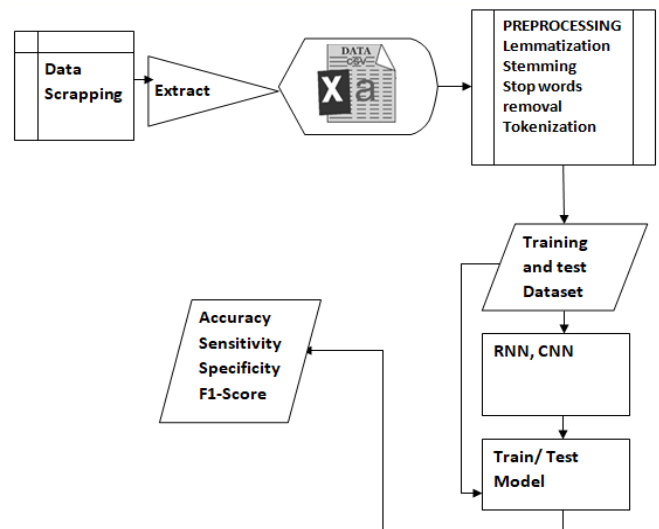 Data
Scrapping
Extract
DATA
CSV
X
a
PREPROCESSING
Lemmatization
Stemming
Stop words
removal
Tokenization
Training
and test
Dataset
RNN, CNN
Train/ Test
Model
Accuracy
Sensitivity
Specificity
F1-Score